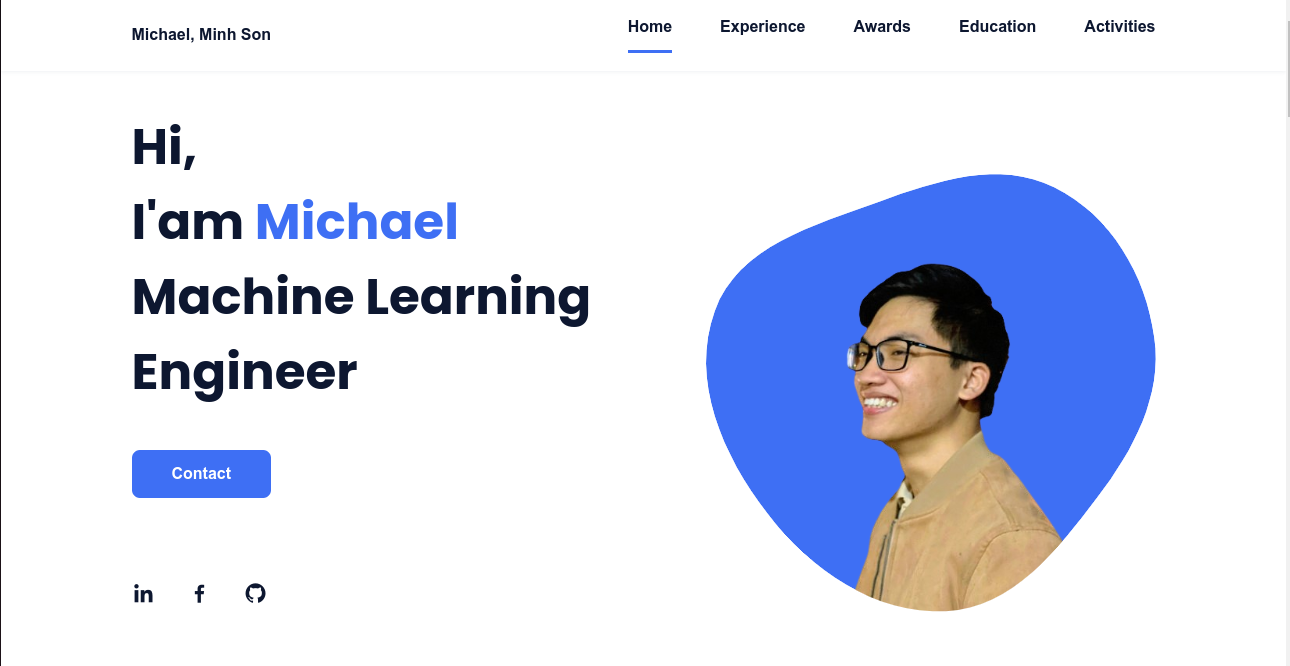 Michael, Minh Son
Home Experience Awards Education Activities
Hi,
I'am Michael
Machine Learning
Engineer
Contact
in f